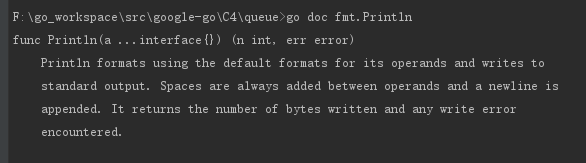 F:\go_workspace\src\google-go\C4\queue>go doc fmt.Println
func Println(a ...interface{}) (n int, err error)
    Println formats using the default formats for its operands and writes to
    standard output. Spaces are always added between operands and a newline is
    appended. It returns the number of bytes written and any write error
    encountered.